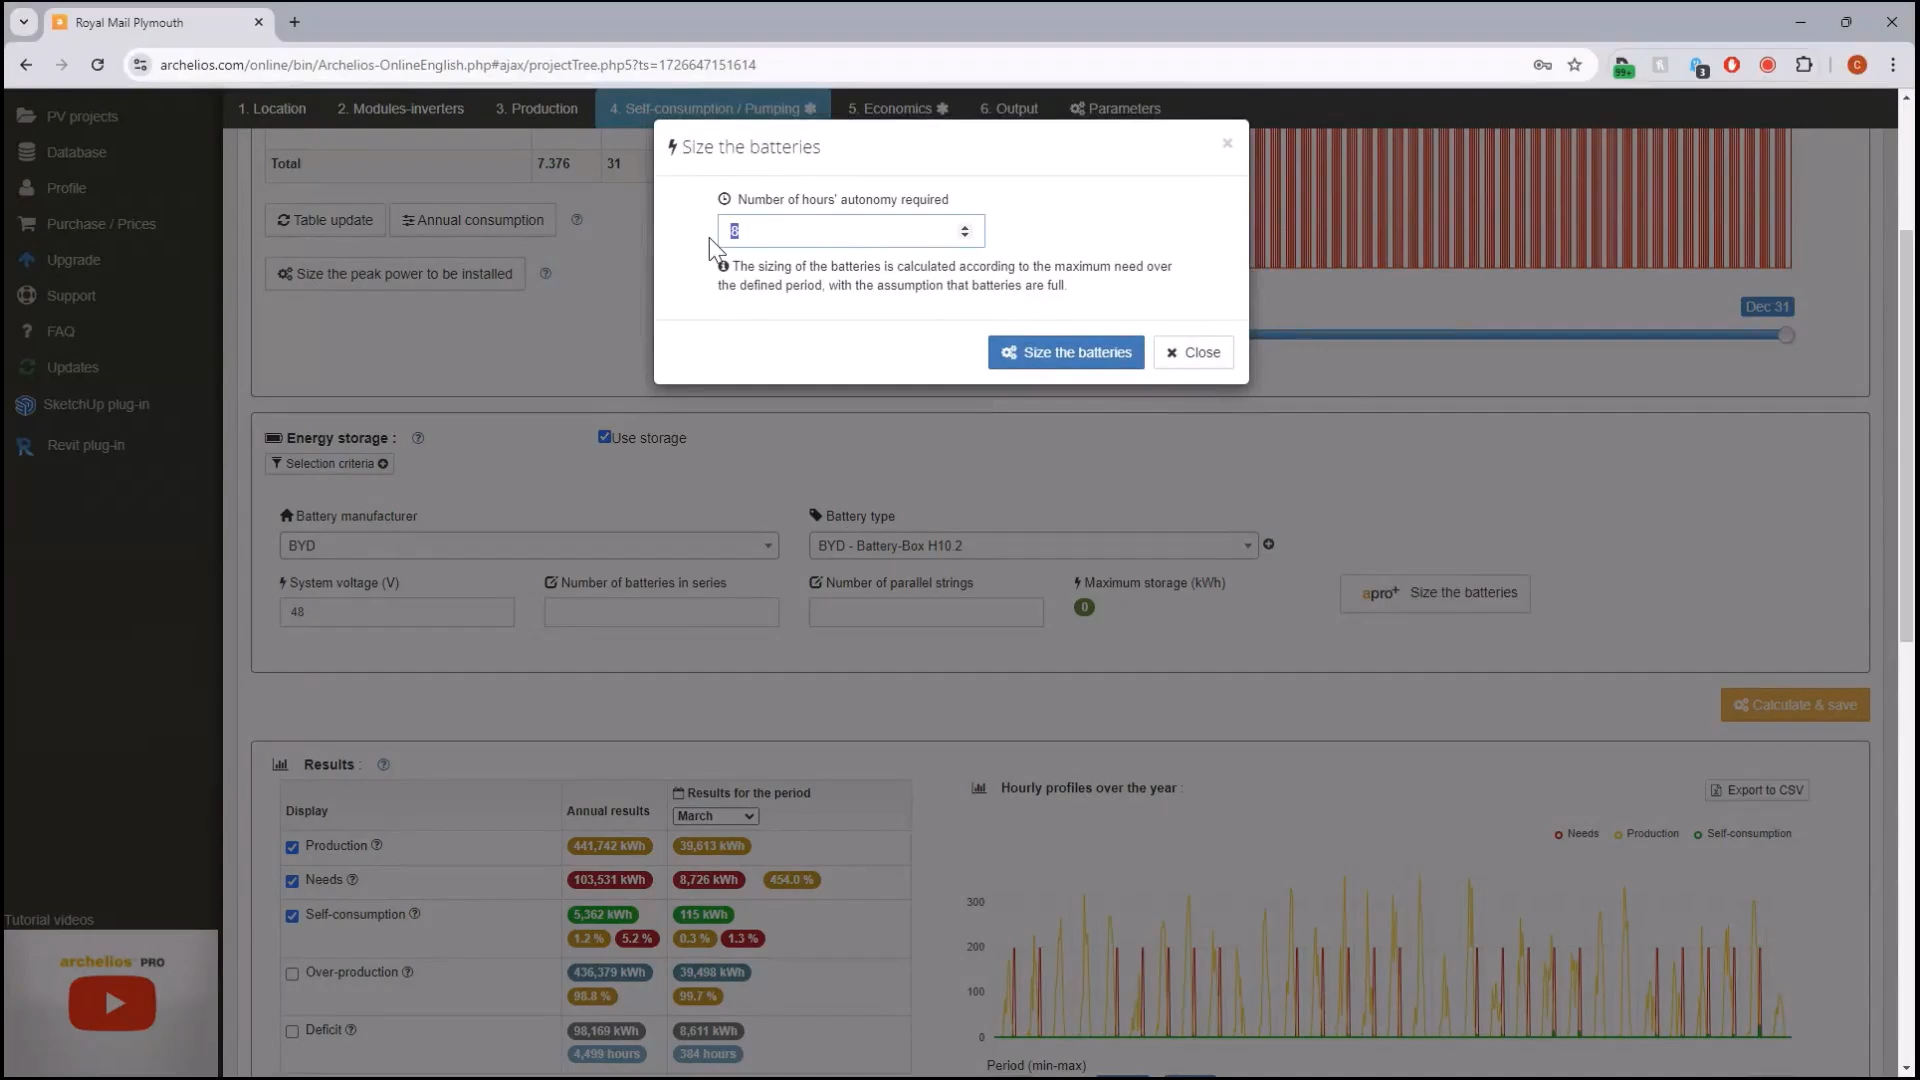 Royal Mail Plymouth
archelios.com/online/bin/Archelios-OnlineEnglish.php#ajax/projectTree.php5?ts=1726647151614
99+
3
C
PV projects
Database
Profile
Purchase / Prices
Upgrade
Support
FAQ
Updates
SketchUp plug-in
Revit plug-in
Tutorial videos
archelios PRO
1. Location
2. Modules-inverters
3. Production
4. Self-consumption / Pumping
5. Economics
6. Output
Parameters
Total 7.376 31
Table update
Annual consumption
Size the peak power to be installed
Dec 31
Size the batteries
×
Number of hours' autonomy required
8
The sizing of the batteries is calculated according to the maximum need over
the defined period, with the assumption that batteries are full.
Size the batteries
Close
Energy storage :
Use storage
Selection criteria
Battery manufacturer
BYD
Battery type
BYD - Battery-Box H10.2
System voltage (V)
48
Number of batteries in series
Number of parallel strings
Maximum storage (kWh)
0
apro+ Size the batteries
Calculate & save
Results :
Display
Annual results
Results for the period
March
Production
441,742 kWh
39,613 kWh
Needs
103,531 kWh
8,726 kWh
454.0 %
Self-consumption
5,362 kWh
115 kWh
1.2 %
5.2 %
0.3 %
1.3 %
Over-production
436,379 kWh
39,498 kWh
98.8 %
99.7 %
Deficit
98,169 kWh
8,611 kWh
4,499 hours
384 hours
Hourly profiles over the year :
Export to CSV
Needs
Production
Self-consumption
300
200
100
0
Period (min-max)